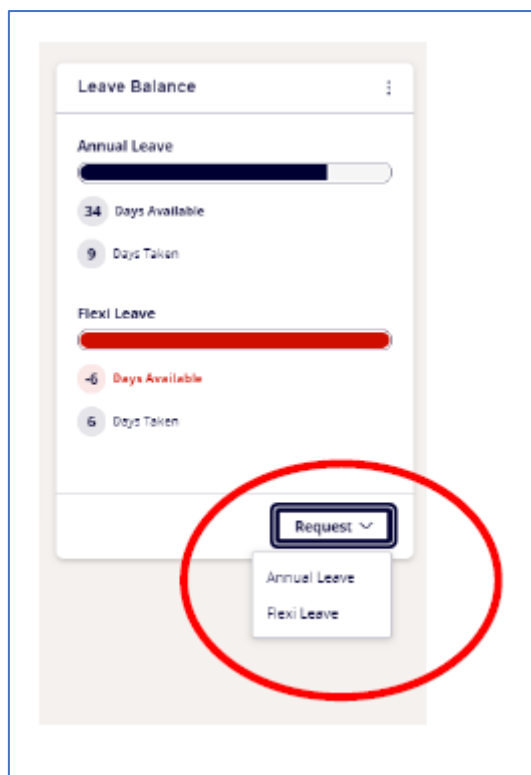 Leave Balance
Annual Leave
34 Days Available
9 Days Taken
Flexi Leave
-6 Days Available
6 Days Taken
Request
Annual Leave
Flexi Leave